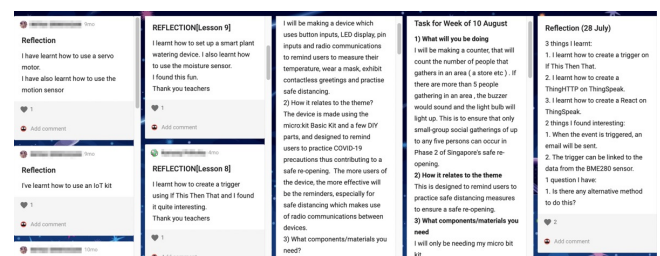 9mo
Reflection
I have learnt how to use a servo
motor.
I have also learnt how to use the
motion sensor
1
Add comment
9mo
Reflection
I've learnt how to use an IoT kit
1
Add comment
10mo
REFLECTION[Lesson 9]
I learnt how to set up a smart plant
watering device. I also learnt how
to use the moisture sensor.
I found this fun.
Thank you teachers
1
Add comment
9mo
REFLECTION[Lesson 8]
I learnt how to create a trigger
using If This Then That and I found
it quite interesting.
Thank you teachers
1
Add comment
I will be making a device which
uses button inputs, LED display, pin
inputs and radio communications
to remind users to measure their
temperature, wear a mask, exhibit
contactless greetings and practise
safe distancing.
2) How it relates to the theme?
The device is made using the
micro:kit Basic Kit and a few DIY
parts, and designed to remind
users to practice COVID-19
precautions thus contributing to a
safe re-opening. The more users of
the device, the more effective will
be the reminders, especially for
safe distancing which makes use
of radio communications between
devices.
3) What components/materials you
need?
Task for Week of 10 August
1) What will you be doing
I will be making a counter, that will
count the number of people that
gathers in an area ( a store etc ) . If
there are more than 5 people
gathering in an area , the buzzer
would sound and the light bulb will
light up. This is to ensure that only
small-group social gatherings of up
to any five persons can occur in
Phase 2 of Singapore's safe re-
opening.
2) How it relates to the theme
This is designed to remind users to
practice safe distancing measures
to ensure a safe re-opening.
3) What components/materials you
need
I will only be needing my micro bit
kit
Reflection (28 July)
3 things I learnt:
1. I learnt how to create a trigger on
If This Then That.
2. I learnt how to create a
ThingHTTP on ThingSpeak.
3. I learnt how to create a React on
ThingSpeak.
2 things I found interesting:
1. When the event is triggered, an
email will be sent.
2. The trigger can be linked to the
data from the BME280 sensor.
1 question I have:
1. Is there any alternative method
to do this?
2
Add comment